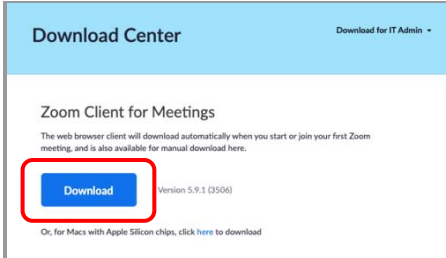 Download Center
Download for IT Admin
Zoom Client for Meetings
The web browser client will download automatically when you start or join your first Zoom
meeting, and is also available for manual download here.
Download
Version 5.9.1 (3506)
Or, for Macs with Apple Silicon chips, click here to download